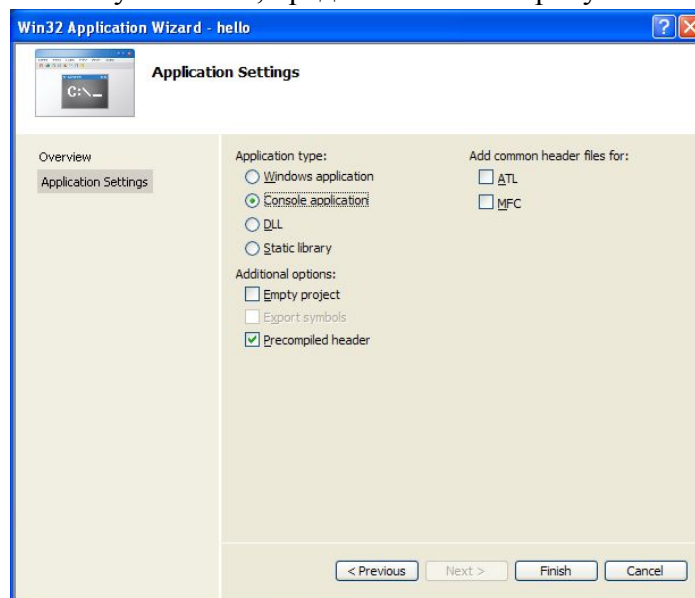 Win32 Application Wizard - hello
C:\_
Application Settings
Overview
Application Settings
Application type:
Windows application
Console application
DLL
Static library
Additional options:
Empty project
Export symbols
Precompiled header
Add common header files for:
ATL
MFC
< Previous
Next >
Finish
Cancel